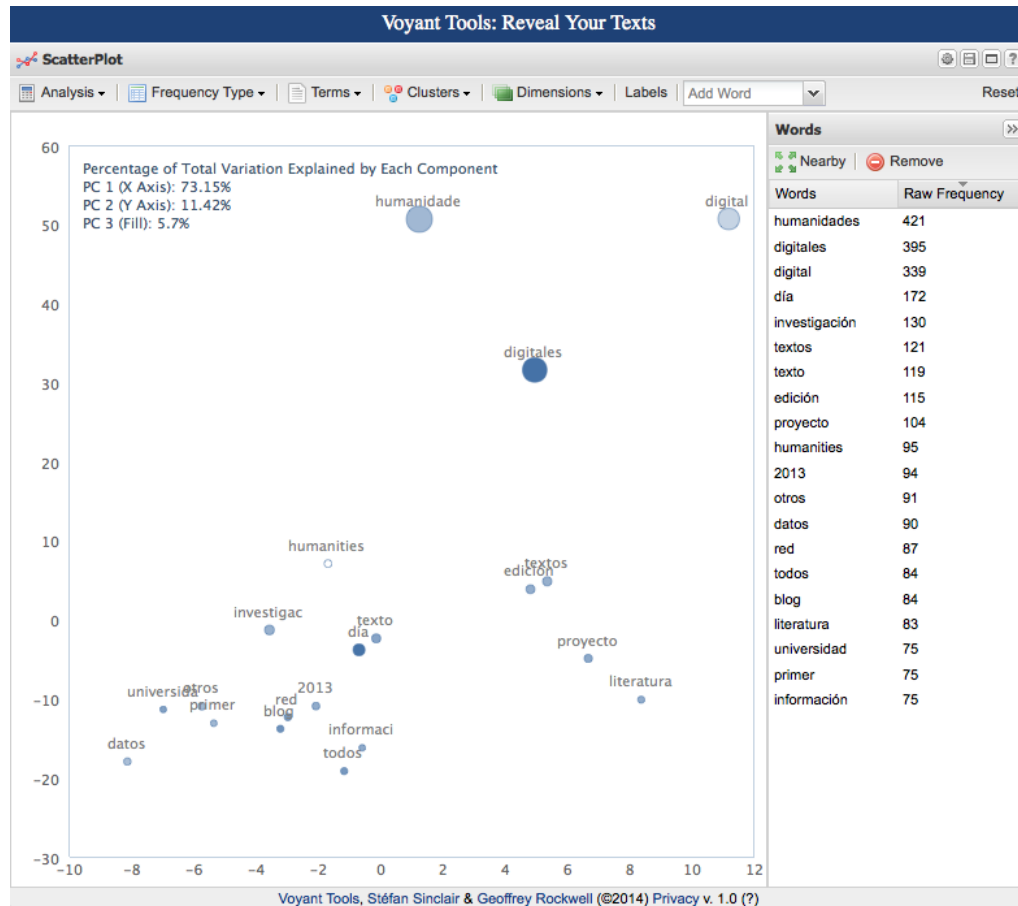 Voyant Tools: Reveal Your Texts
ScatterPlot
Analysis Frequency Type Terms Clusters Dimensions Labels Add Word Reset
Percentage of Total Variation Explained by Each Component
PC 1 (X Axis): 73.15%
PC 2 (Y Axis): 11.42%
PC 3 (Fill): 5.7%
60
50
40
30
20
10
0
-10
-20
-30
humanidade
digital
digitales
humanities
textos
edición
investigac
texto
día
proyecto
literatura
universida
otros
primer
2013
red
blog
informaci
datos
todos
-10 -8 -6 -4 -2 0 2 4 6 8 10 12
Words
Nearby Remove
Words Raw Frequency
humanidades 421
digitales 395
digital 339
día 172
investigación 130
textos 121
texto 119
edición 115
proyecto 104
humanities 95
2013 94
otros 91
datos 90
red 87
todos 84
blog 84
literatura 83
universidad 75
primer 75
información 75
Voyant Tools, Stéfan Sinclair & Geoffrey Rockwell (©2014) Privacy v. 1.0 (?)